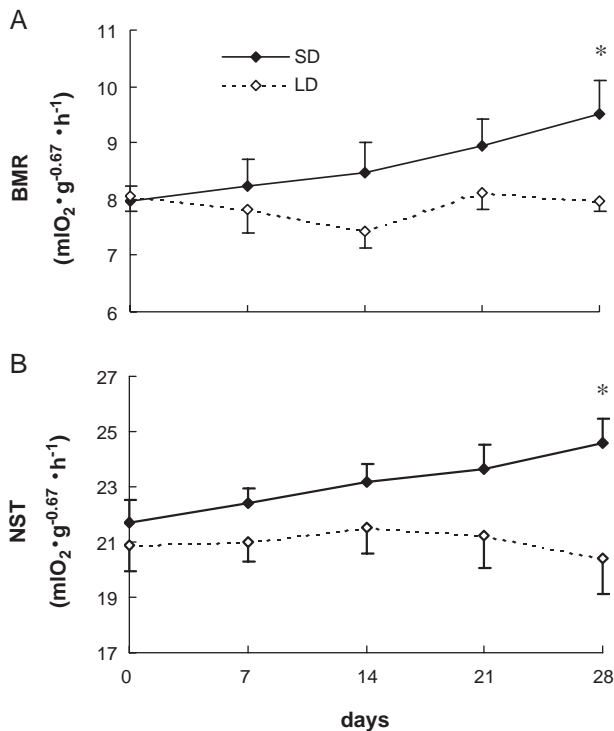 A
SD
LD
*
11
10
9
8
7
6
BMR
(mlO₂•g⁻⁰·⁶⁷•h⁻¹)
B
*
27
25
23
21
19
17
NST
(mlO₂•g⁻⁰·⁶⁷•h⁻¹)
0 7 14 21 28
days